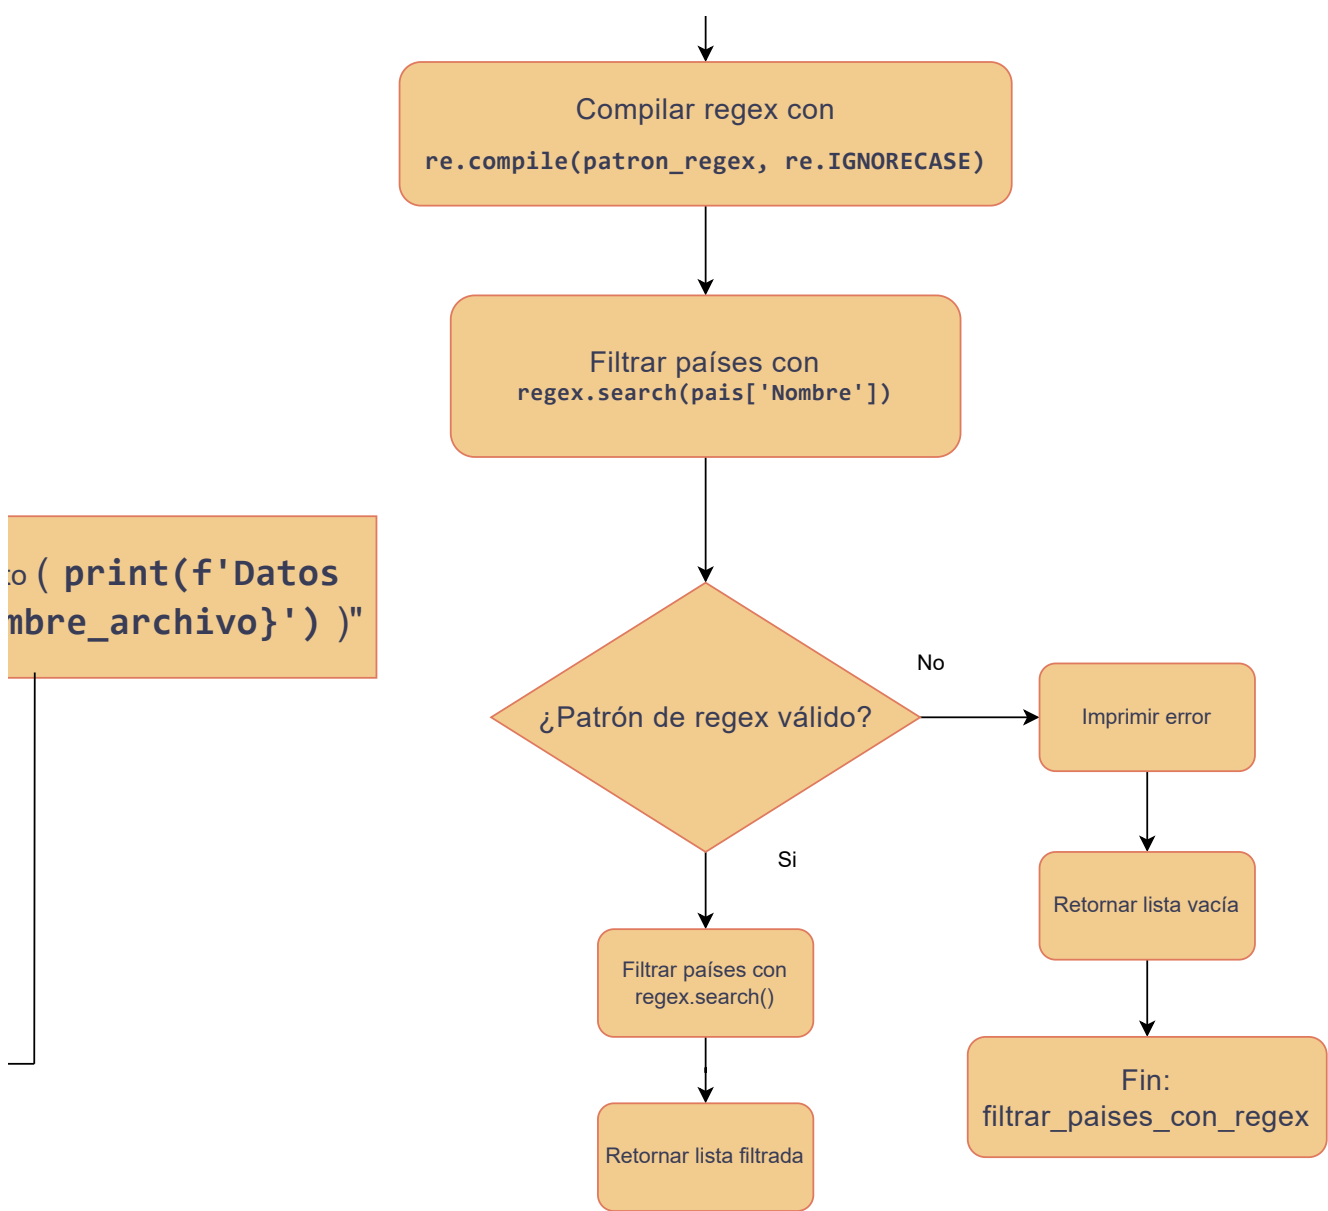 Compilar regex con
re.compile(patron_regex, re.IGNORECASE)
Filtrar países con
regex.search(pais['Nombre'])
( print(f'Datos
mbre_archivo}') )"
¿Patrón de regex válido?
No
Imprimir error
Si
Retornar lista vacía
Filtrar países con
regex.search()
Fin:
filtrar_paises_con_regex
Retornar lista filtrada